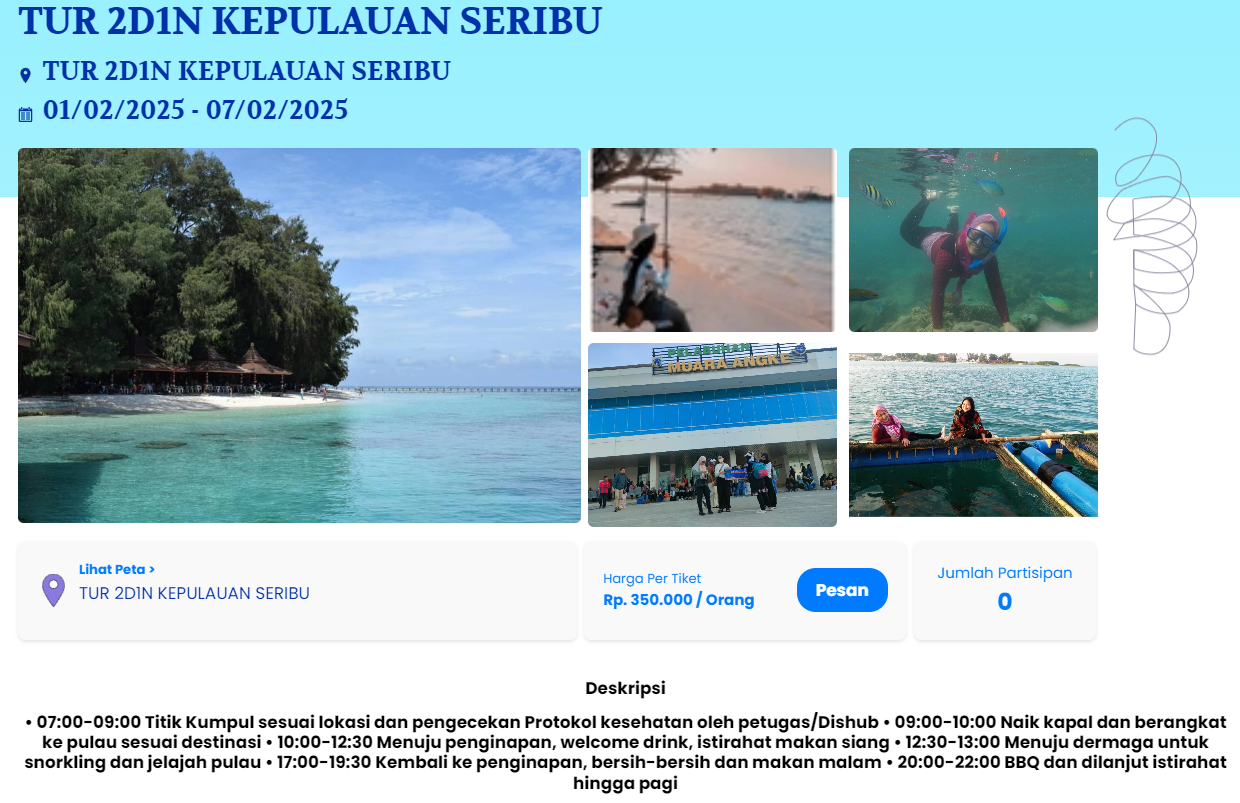 TUR 2D1N KEPULAUAN SERIBU
TUR 2D1N KEPULAUAN SERIBU
01/02/2025 - 07/02/2025
PELABUHAN
MUARA ANGKE
Lihat Peta >
TUR 2D1N KEPULAUAN SERIBU
Harga Per Tiket
Rp. 350.000 / Orang
Pesan
Jumlah Partisipan
0
Deskripsi
• 07:00-09:00 Titik Kumpul sesuai lokasi dan pengecekan Protokol kesehatan oleh petugas/Dishub • 09:00-10:00 Naik kapal dan berangkat
ke pulau sesuai destinasi • 10:00-12:30 Menuju penginapan, welcome drink, istirahat makan siang • 12:30-13:00 Menuju dermaga untuk
snorkling dan jelajah pulau • 17:00-19:30 Kembali ke penginapan, bersih-bersih dan makan malam • 20:00-22:00 BBQ dan dilanjut istirahat
hingga pagi